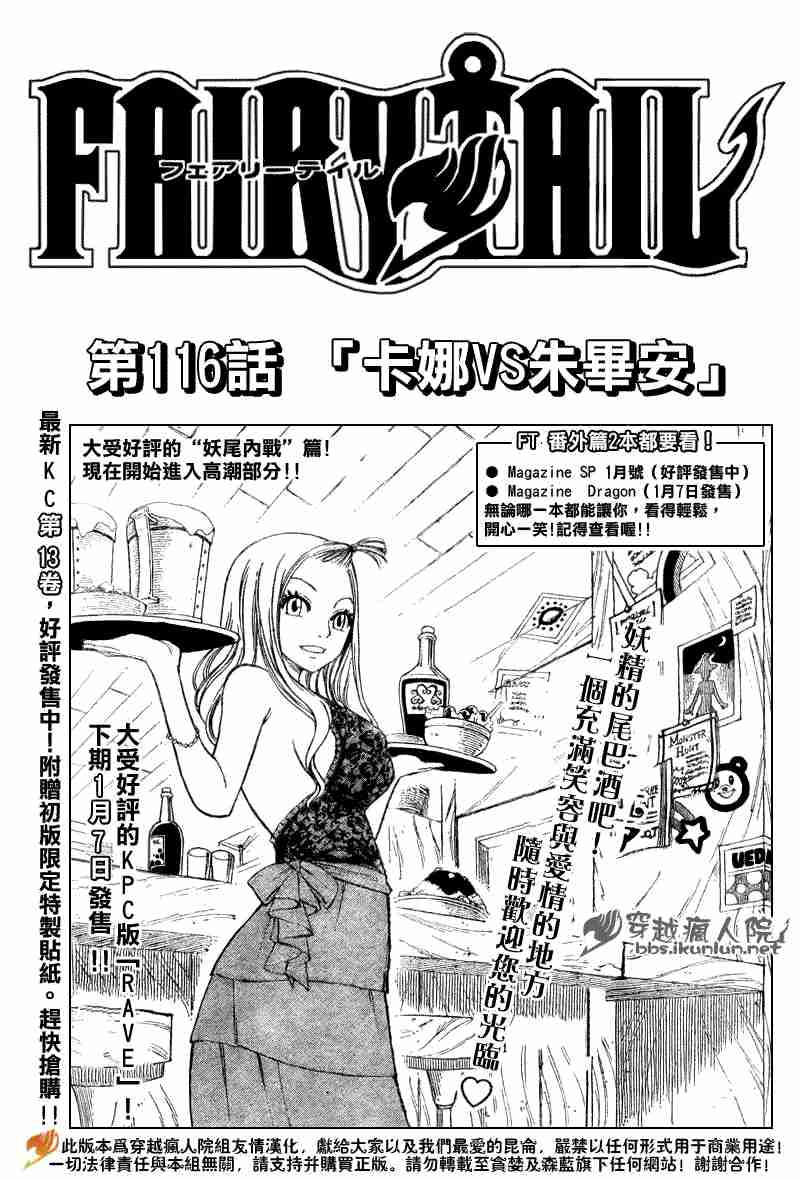 FAIRY TAIL
フェアリーテイル
第116話 「卡娜VS朱畢安」
大受好評的“妖尾內戰”篇!
現在開始進入高潮部分!!
FT 番外篇2本都要看!
● Magazine SP 1月號(好評發售中)
● Magazine Dragon(1月7日發售)
無論哪一本都能讓你，看得輕鬆，
開心一笑!記得查看喔!!
最新KC第13卷，好評發售中!附贈初版限定特製貼紙。趕快搶購!!
妖精的尾巴酒吧!
一個充滿笑容與愛情的地方
隨時歡迎您的光臨♡
大受好評的KPC版「RAVE」!
下期1月7日發售!!
MONSTER
HUNT
UEDA
穿越瘋人院
bbs.ikunlun.net
此版本爲穿越瘋人院組友情漢化，獻給大家以及我們最愛的昆侖，嚴禁以任何形式用于商業用途!
一切法律責任與本組無關，請支持并購買正版。請勿轉載至貪婪及森藍旗下任何網站!謝謝合作!